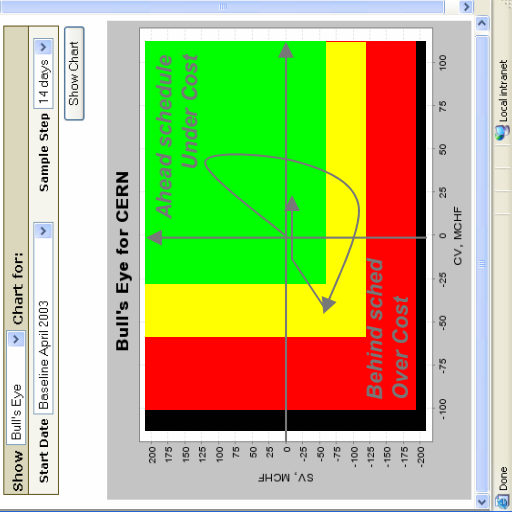 Show Bull's Eye Chart for:
Start Date Baseline April 2003 Sample Step 14 days Show Chart
Bull's Eye for CERN
Ahead schedule
Under Cost
Behind sched
Over Cost
200
175
150
125
100
75
50
25
0
-25
-50
-75
-100
-125
-150
-175
-200
SV, MCHF
-100 -75 -50 -25 0 25 50 75 100
CV, MCHF
Done Local intranet